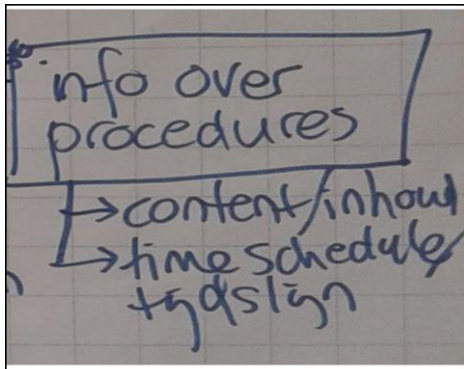 info over
procedures
→ content/inhoud
→ time schedule/
tijdslijn